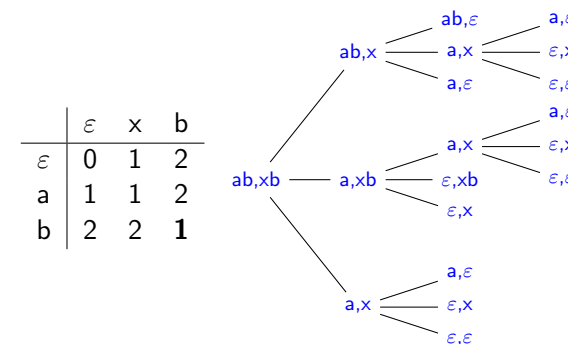 ε x b
ε 0 1 2
a 1 1 2
b 2 2 1
ab,xb
ab,x
ab,ε
a,x
a,ε
a,xb
a,x
ε,xb
ε,x
a,x
a,ε
ε,x
ε,ε